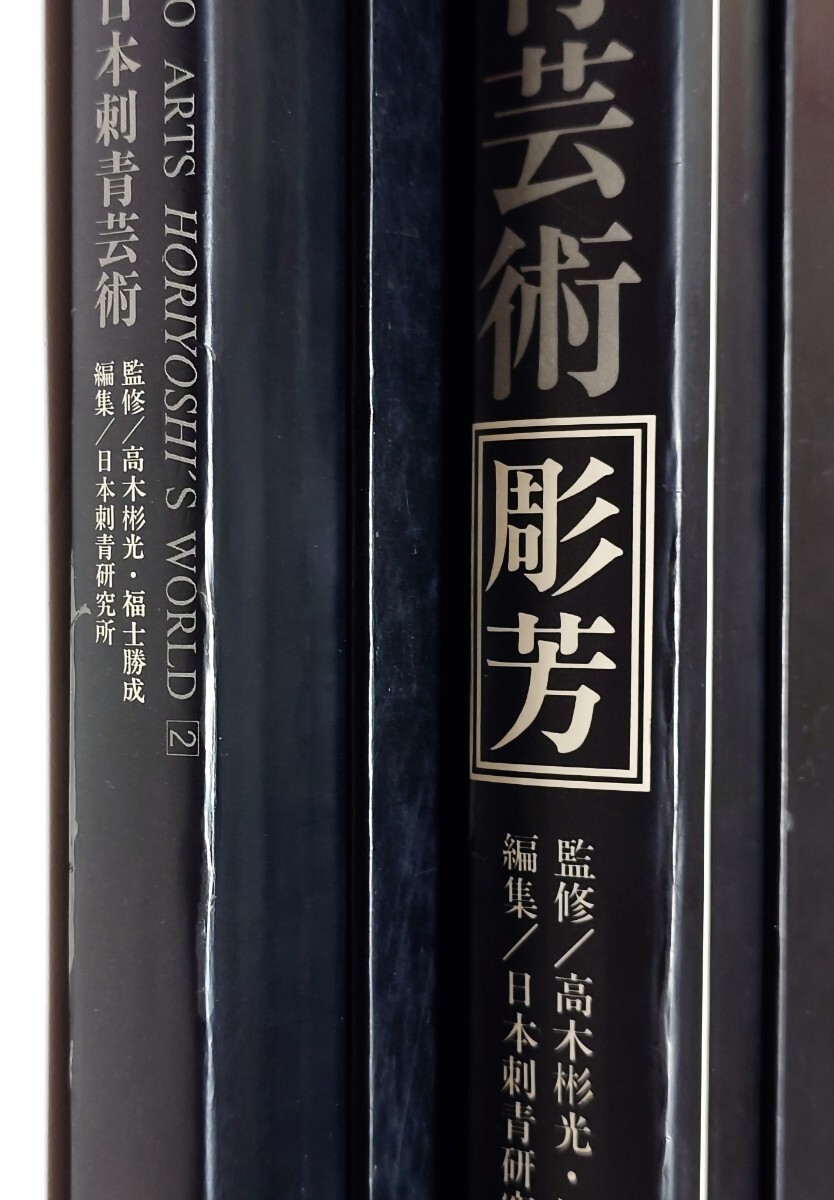 O ARTS HORIYOSHI'S WORLD 2
日本刺青芸術
監修/高木彬光・福士勝成
編集/日本刺青研究所
青芸術
彫芳
監修/高木彬光・
編集/日本刺青研究